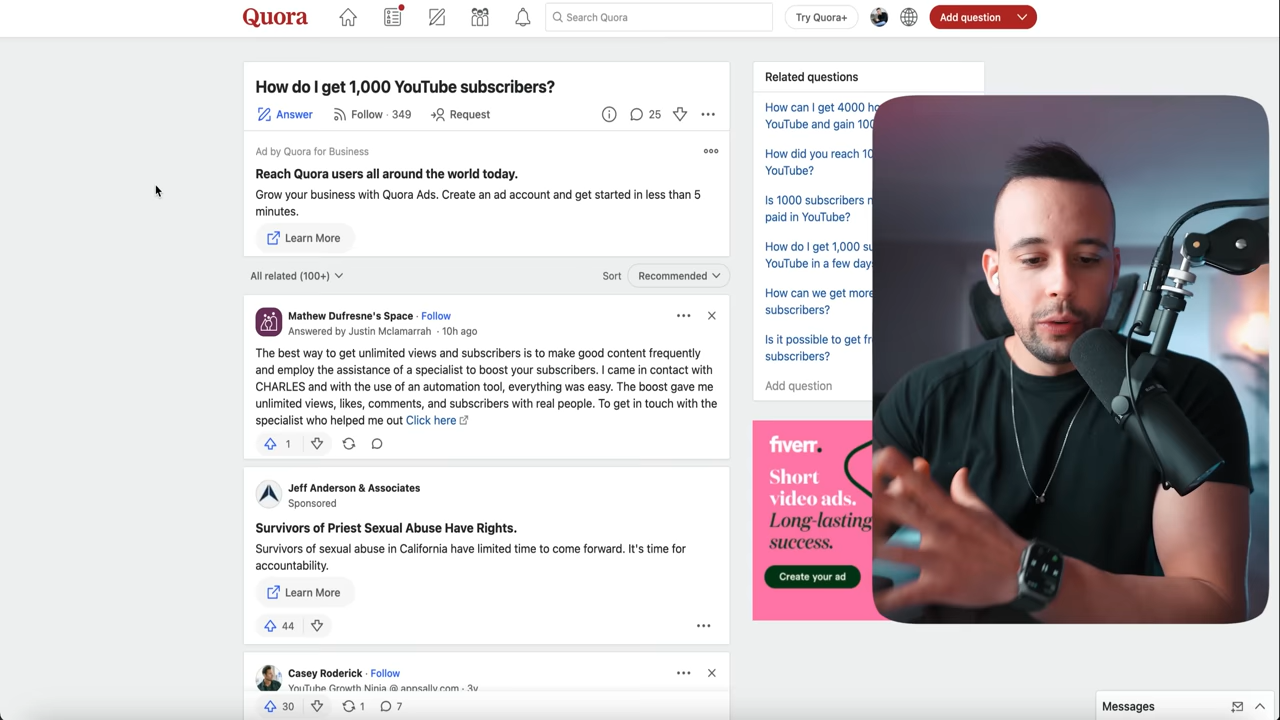 Quora
Search Quora
Try Quora+
Add question
How do I get 1,000 YouTube subscribers?
Answer
Follow · 349
Request
25
Ad by Quora for Business
Reach Quora users all around the world today.
Grow your business with Quora Ads. Create an ad account and get started in less than 5
minutes.
Learn More
All related (100+)
Sort
Recommended
Mathew Dufresne's Space · Follow
Answered by Justin Mclamarrah · 10h ago
The best way to get unlimited views and subscribers is to make good content frequently
and employ the assistance of a specialist to boost your subscribers. I came in contact with
CHARLES and with the use of an automation tool, everything was easy. The boost gave me
unlimited views, likes, comments, and subscribers with real people. To get in touch with the
specialist who helped me out Click here
1
Jeff Anderson & Associates
Sponsored
Survivors of Priest Sexual Abuse Have Rights.
Survivors of sexual abuse in California have limited time to come forward. It's time for
accountability.
Learn More
44
Casey Roderick · Follow
YouTube Growth Ninja @ appsally.com · 3y
30
1
7
Related questions
How can I get 4000 
YouTube and gain 
How did you reach 
YouTube?
Is 1000 subscribers
paid in YouTube?
How do I get 1,000
YouTube in a few
How can we get more
subscribers?
Is it possible to get
subscribers?
Add question
fiverr.
Short
video ads.
Long-lasting
success.
Create your ad
Messages